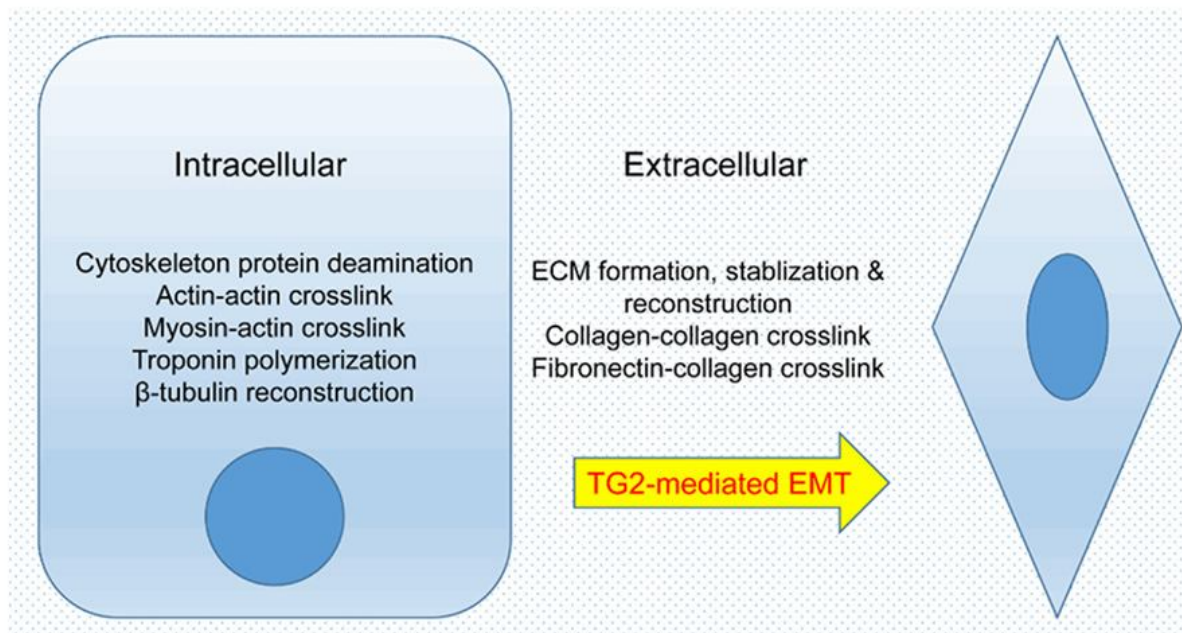 Intracellular
Cytoskeleton protein deamination
Actin-actin crosslink
Myosin-actin crosslink
Troponin polymerization
β-tubulin reconstruction
Extracellular
ECM formation, stablization &
reconstruction
Collagen-collagen crosslink
Fibronectin-collagen crosslink
TG2-mediated EMT